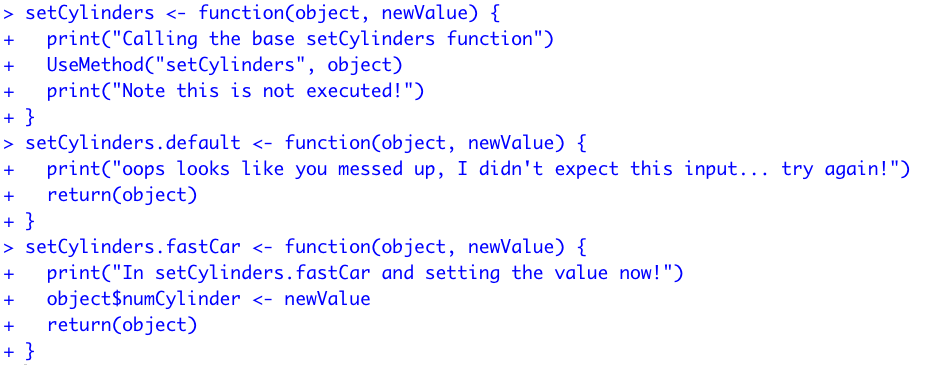 > setCylinders <- function(object, newValue) {
+   print("Calling the base setCylinders function")
+   UseMethod("setCylinders", object)
+   print("Note this is not executed!")
+ }
> setCylinders.default <- function(object, newValue) {
+   print("oops looks like you messed up, I didn't expect this input... try again!")
+   return(object)
+ }
> setCylinders.fastCar <- function(object, newValue) {
+   print("In setCylinders.fastCar and setting the value now!")
+   object$numCylinder <- newValue
+   return(object)
+ }